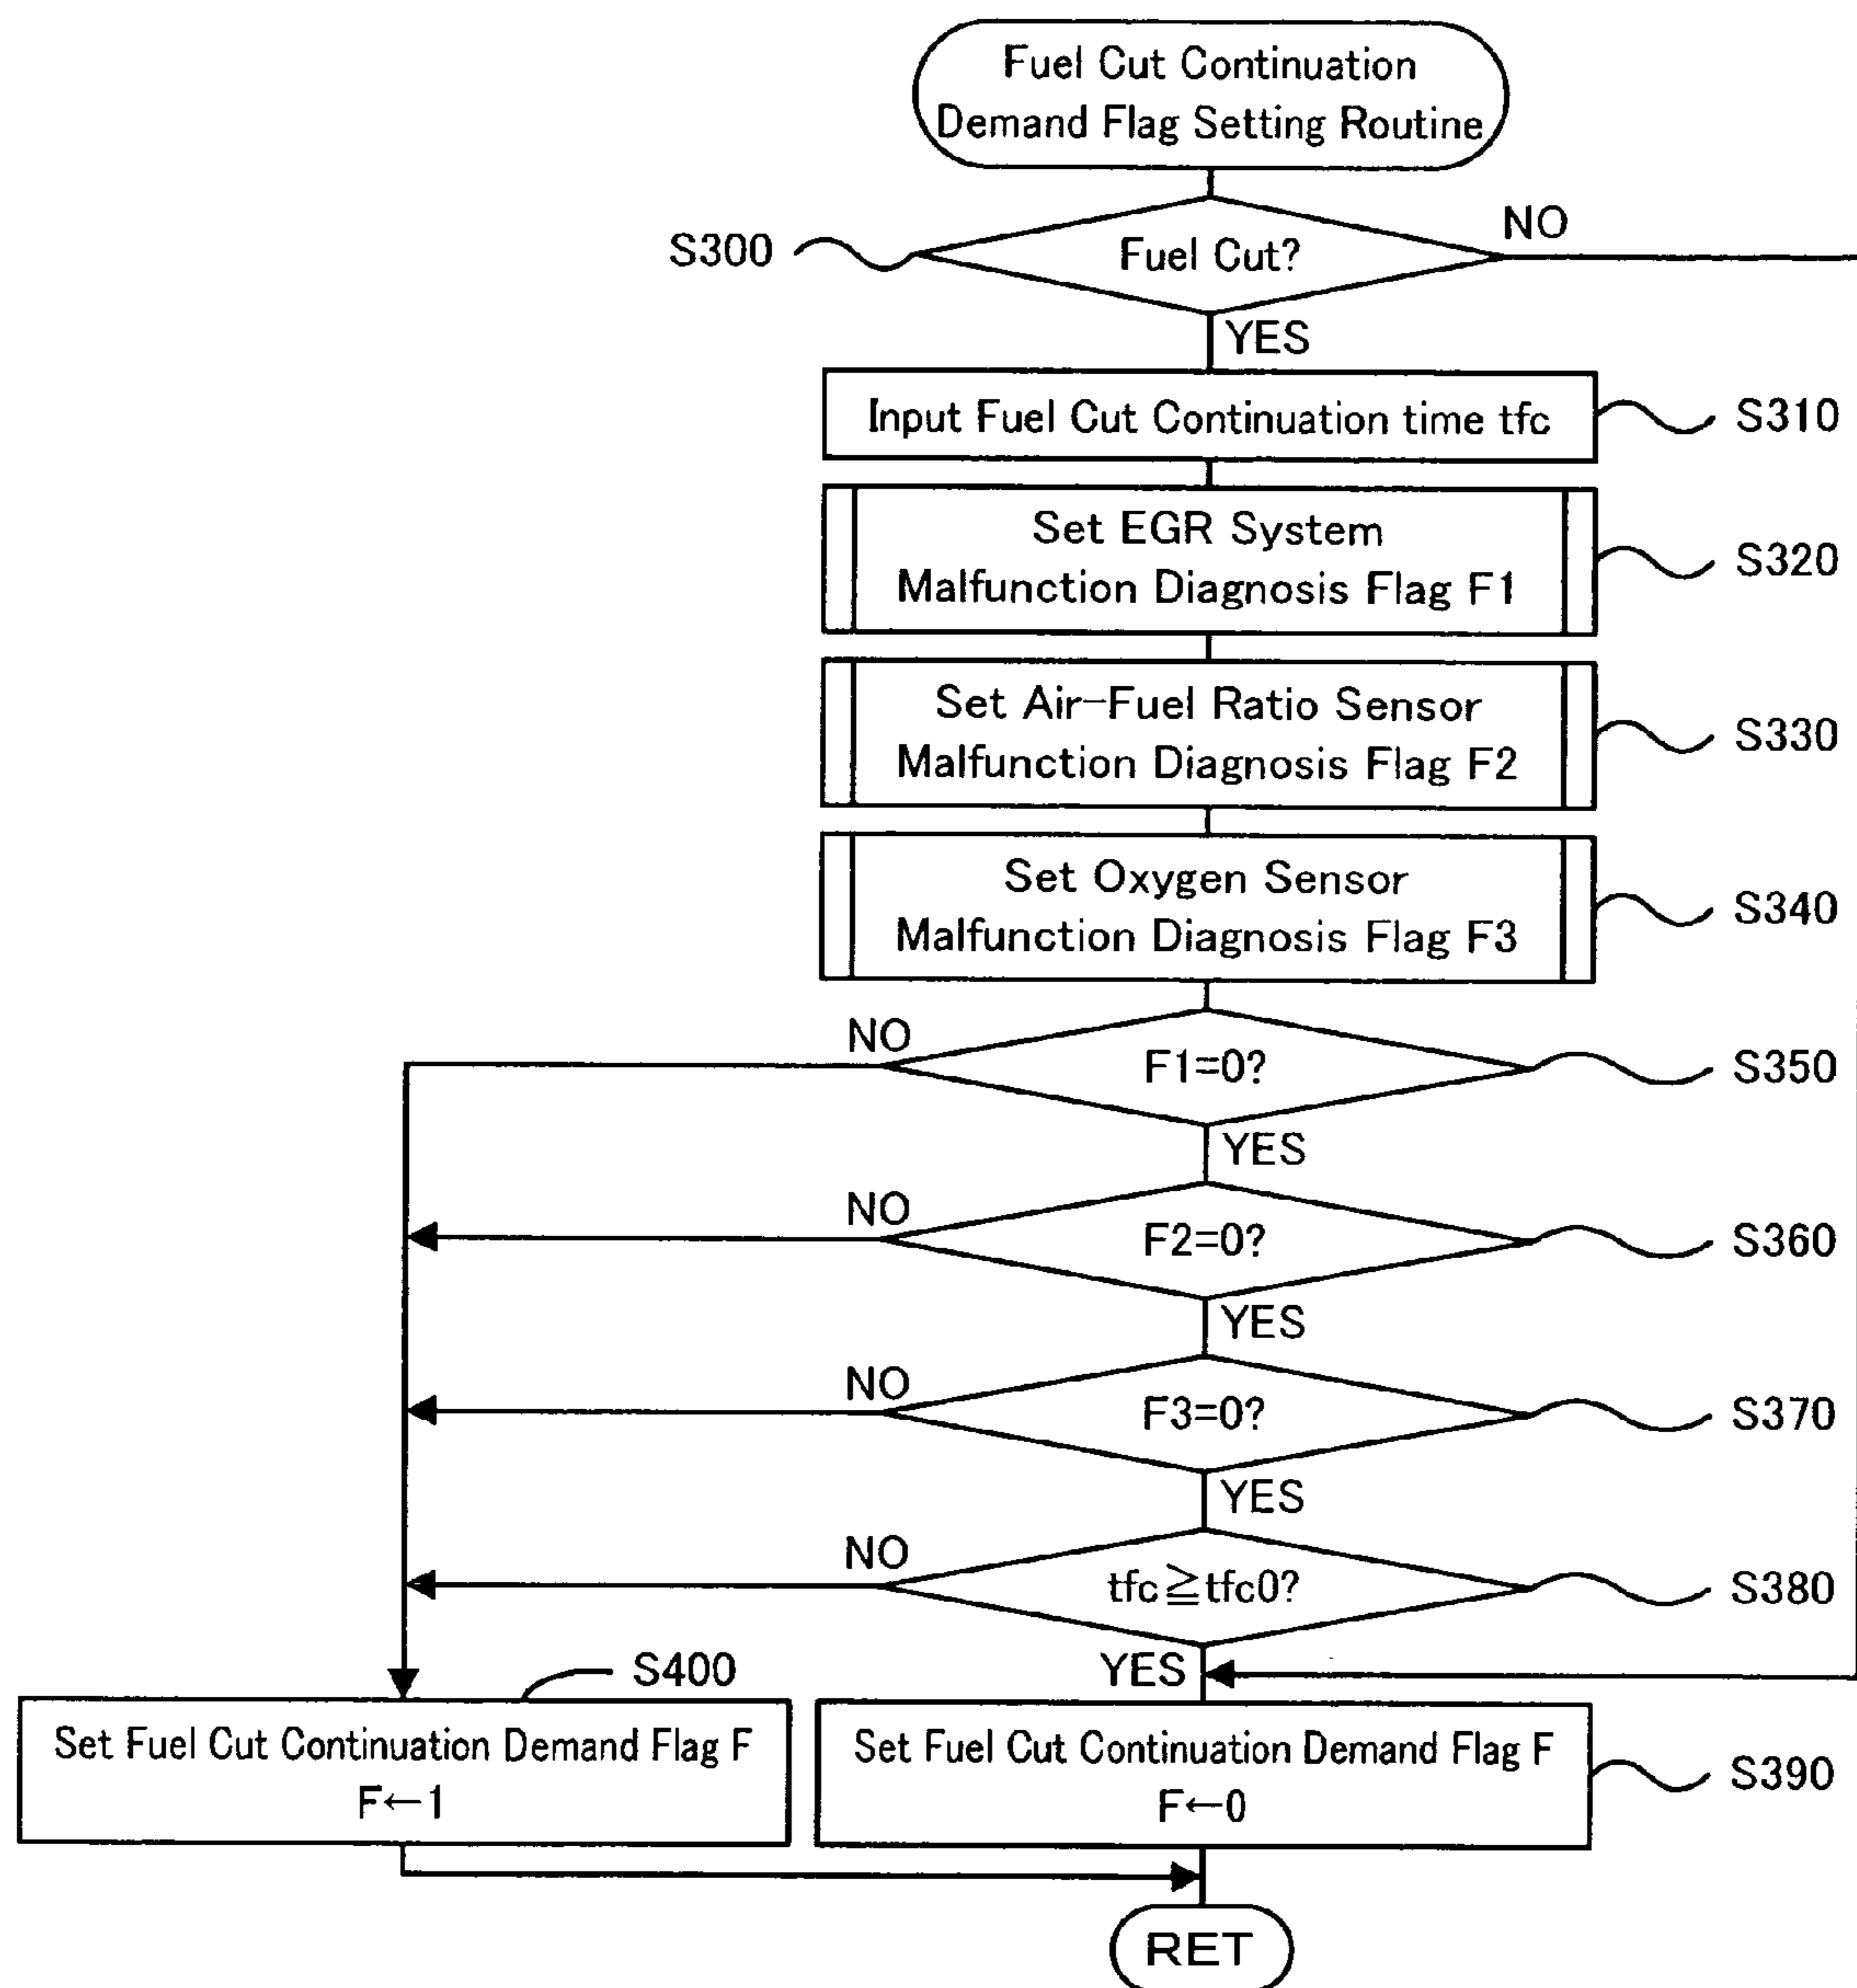 Fuel Cut Continuation
Demand Flag Setting Routine
S300
Fuel Cut?
NO
YES
Input Fuel Cut Continuation time tfc
S310
Set EGR System
Malfunction Diagnosis Flag F1
S320
Set Air-Fuel Ratio Sensor
Malfunction Diagnosis Flag F2
S330
Set Oxygen Sensor
Malfunction Diagnosis Flag F3
S340
NO
F1=0?
S350
YES
NO
F2=0?
S360
YES
NO
F3=0?
S370
YES
NO
tfc≧tfc0?
S380
YES
S400
Set Fuel Cut Continuation Demand Flag F
F←1
Set Fuel Cut Continuation Demand Flag F
F←0
S390
RET